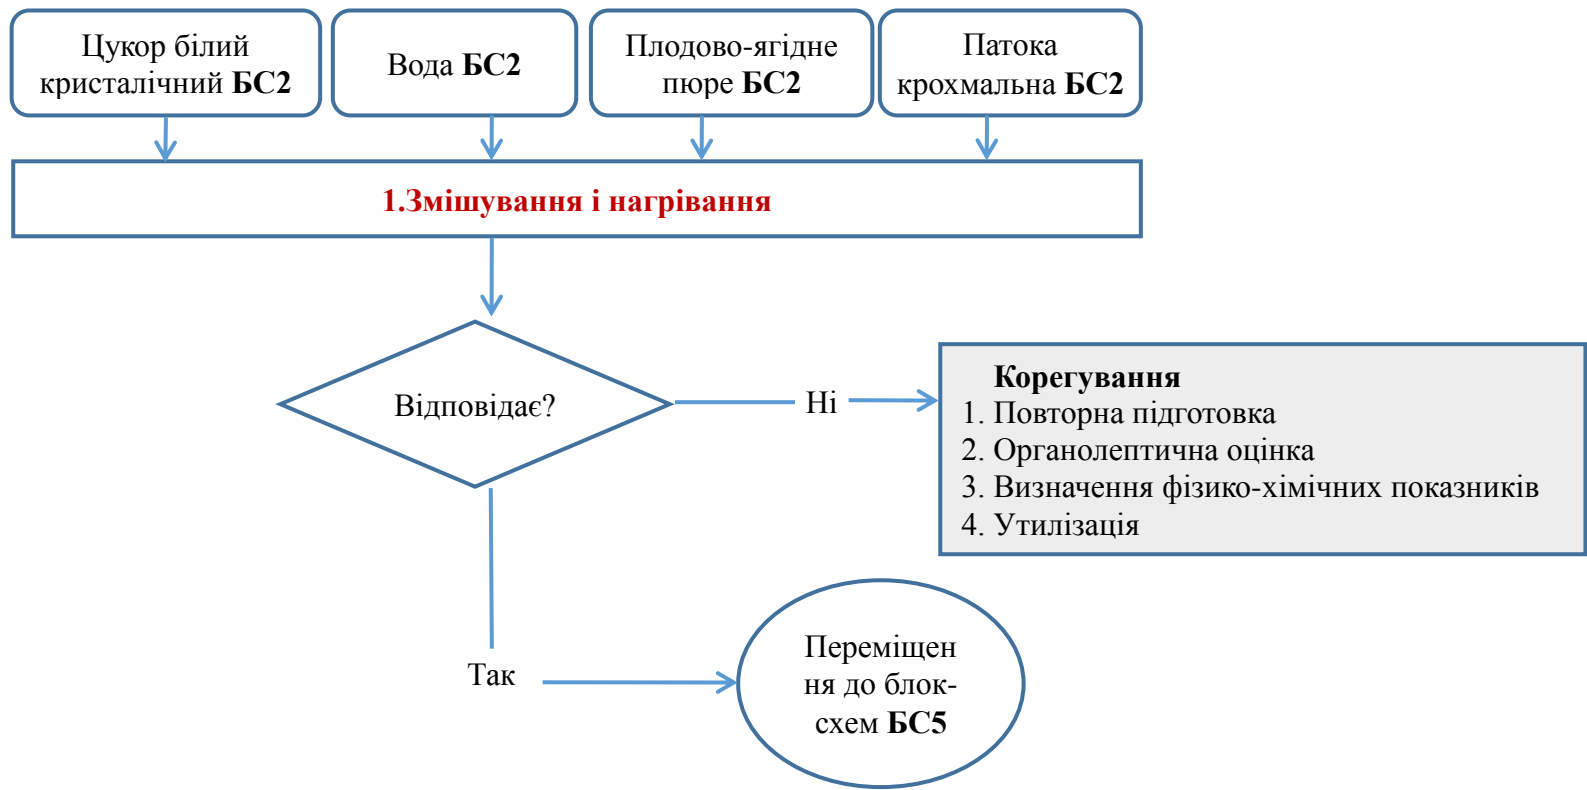 Цукор білий
кристалічний БС2
Вода БС2
Плодово-ягідне
пюре БС2
Патока
крохмальна БС2
1.Змішування і нагрівання
Відповідає?
Ні
Корегування
1. Повторна підготовка
2. Органолептична оцінка
3. Визначення фізико-хімічних показників
4. Утилізація
Так
Переміщен
ня до блок-
схем БС5